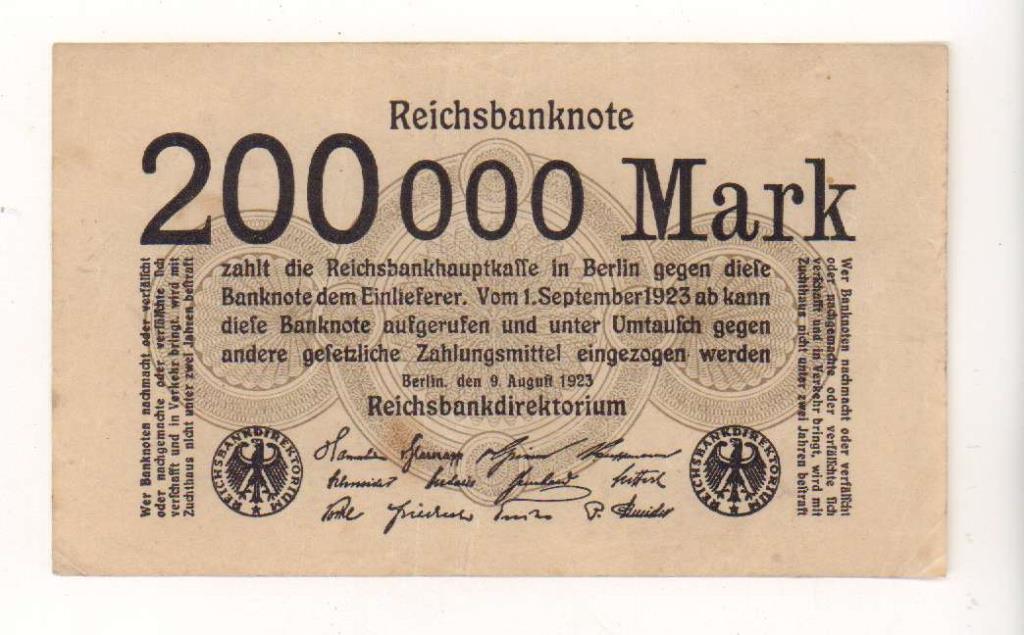 Reichsbanknote
200000 Mark
zahlt die Reichsbankhauptkaſſe in Berlin gegen dieſe
Banknote dem Einlieferer. Vom 1. September 1923 ab kann
dieſe Banknote aufgerufen und unter Umtauſch gegen
andere geſetzliche Zahlungsmittel eingezogen werden
Berlin, den 9. Auguſt 1923
Reichsbankdirektorium
Wer Banknoten nachmacht oder verfälſcht
oder nachgemachte oder verfälſchte ſich
verſchafft und in Verkehr bringt, wird mit
Zuchthaus nicht unter zwei Jahren beſtraft
Wer Banknoten nachmacht oder verfälſcht
oder nachgemachte oder verfälſchte ſich
verſchafft und in Verkehr bringt, wird mit
Zuchthaus nicht unter zwei Jahren beſtraft
REICHSBANKDIREKTORIUM
REICHSBANKDIREKTORIUM
Schneider
Friedrich
P. Schneider